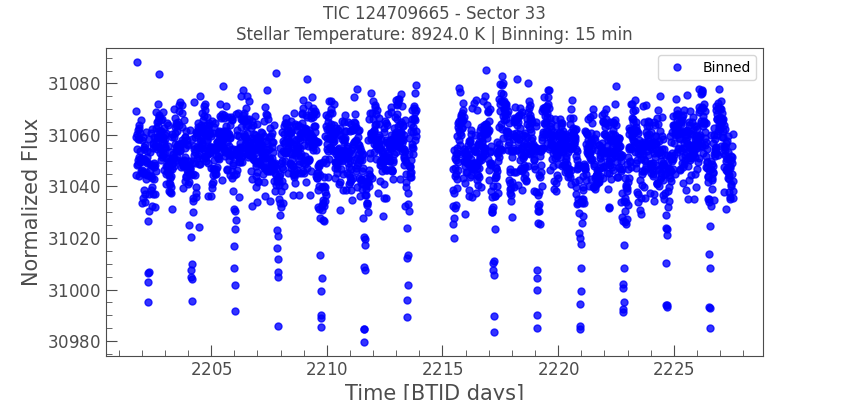 TIC 124709665 - Sector 33
Stellar Temperature: 8924.0 K | Binning: 15 min
Binned
Normalized Flux
31080
31060
31040
31020
31000
30980
2205 2210 2215 2220 2225
Time [BTJD days]